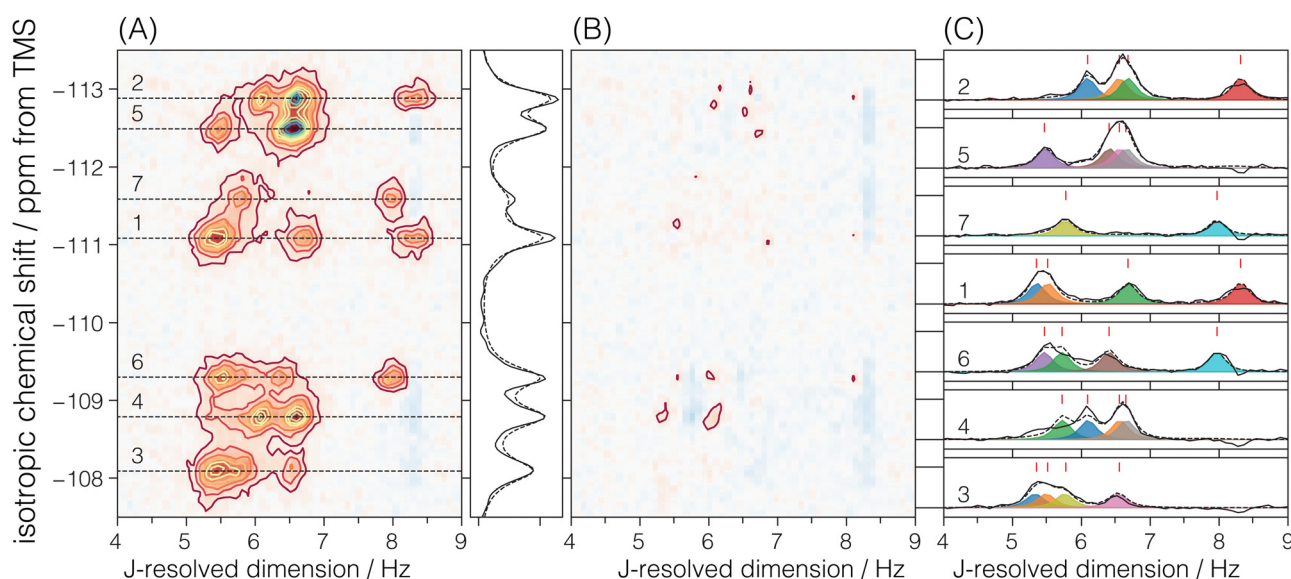 (A)
(B)
(C)
isotropic chemical shift / ppm from TMS
−113
−112
−111
−110
−109
−108
2
5
7
1
6
4
3
2
5
7
1
6
4
3
4 5 6 7 8 9
4 5 6 7 8 9
4 5 6 7 8 9
J-resolved dimension / Hz
J-resolved dimension / Hz
J-resolved dimension / Hz